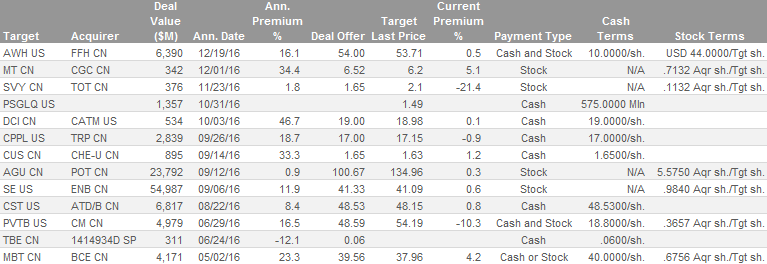 Deal Ann. Current
Value Premium Target Premium Cash
Target Acquirer ($M) Ann. Date % Deal Offer Last Price % Payment Type Terms Stock Terms
AWH US FFH CN 6,390 12/19/16 16.1 54.00 53.71 0.5 Cash and Stock 10.0000/sh. USD 44.0000/Tgt sh.
MT CN CGC CN 342 12/01/16 34.4 6.52 6.2 5.1 Stock N/A .7132 Aqr sh./Tgt sh.
SVY CN TOT CN 376 11/23/16 1.8 1.65 2.1 -21.4 Stock N/A .1132 Aqr sh./Tgt sh.
PSGLQ US 1,357 10/31/16 1.49 Cash 575.0000 Mln
DCI CN CATM US 534 10/03/16 46.7 19.00 18.98 0.1 Cash 19.0000/sh.
CPPL US TRP CN 2,839 09/26/16 18.7 17.00 17.15 -0.9 Cash 17.0000/sh.
CUS CN CHE-U CN 895 09/14/16 33.3 1.65 1.63 1.2 Cash 1.6500/sh.
AGU CN POT CN 23,792 09/12/16 0.9 100.67 134.96 0.3 Stock N/A 5.5750 Aqr sh./Tgt sh.
SE US ENB CN 54,987 09/06/16 11.9 41.33 41.09 0.6 Stock N/A .9840 Aqr sh./Tgt sh.
CST US ATD/B CN 6,817 08/22/16 8.4 48.53 48.15 0.8 Cash 48.5300/sh.
PVTB US CM CN 4,979 06/29/16 16.5 48.59 54.19 -10.3 Cash and Stock 18.8000/sh. .3657 Aqr sh./Tgt sh.
TBE CN 1414934D SP 311 06/24/16 -12.1 0.06 Cash .0600/sh.
MBT CN BCE CN 4,171 05/02/16 23.3 39.56 37.96 4.2 Cash or Stock 40.0000/sh. .6756 Aqr sh./Tgt sh.